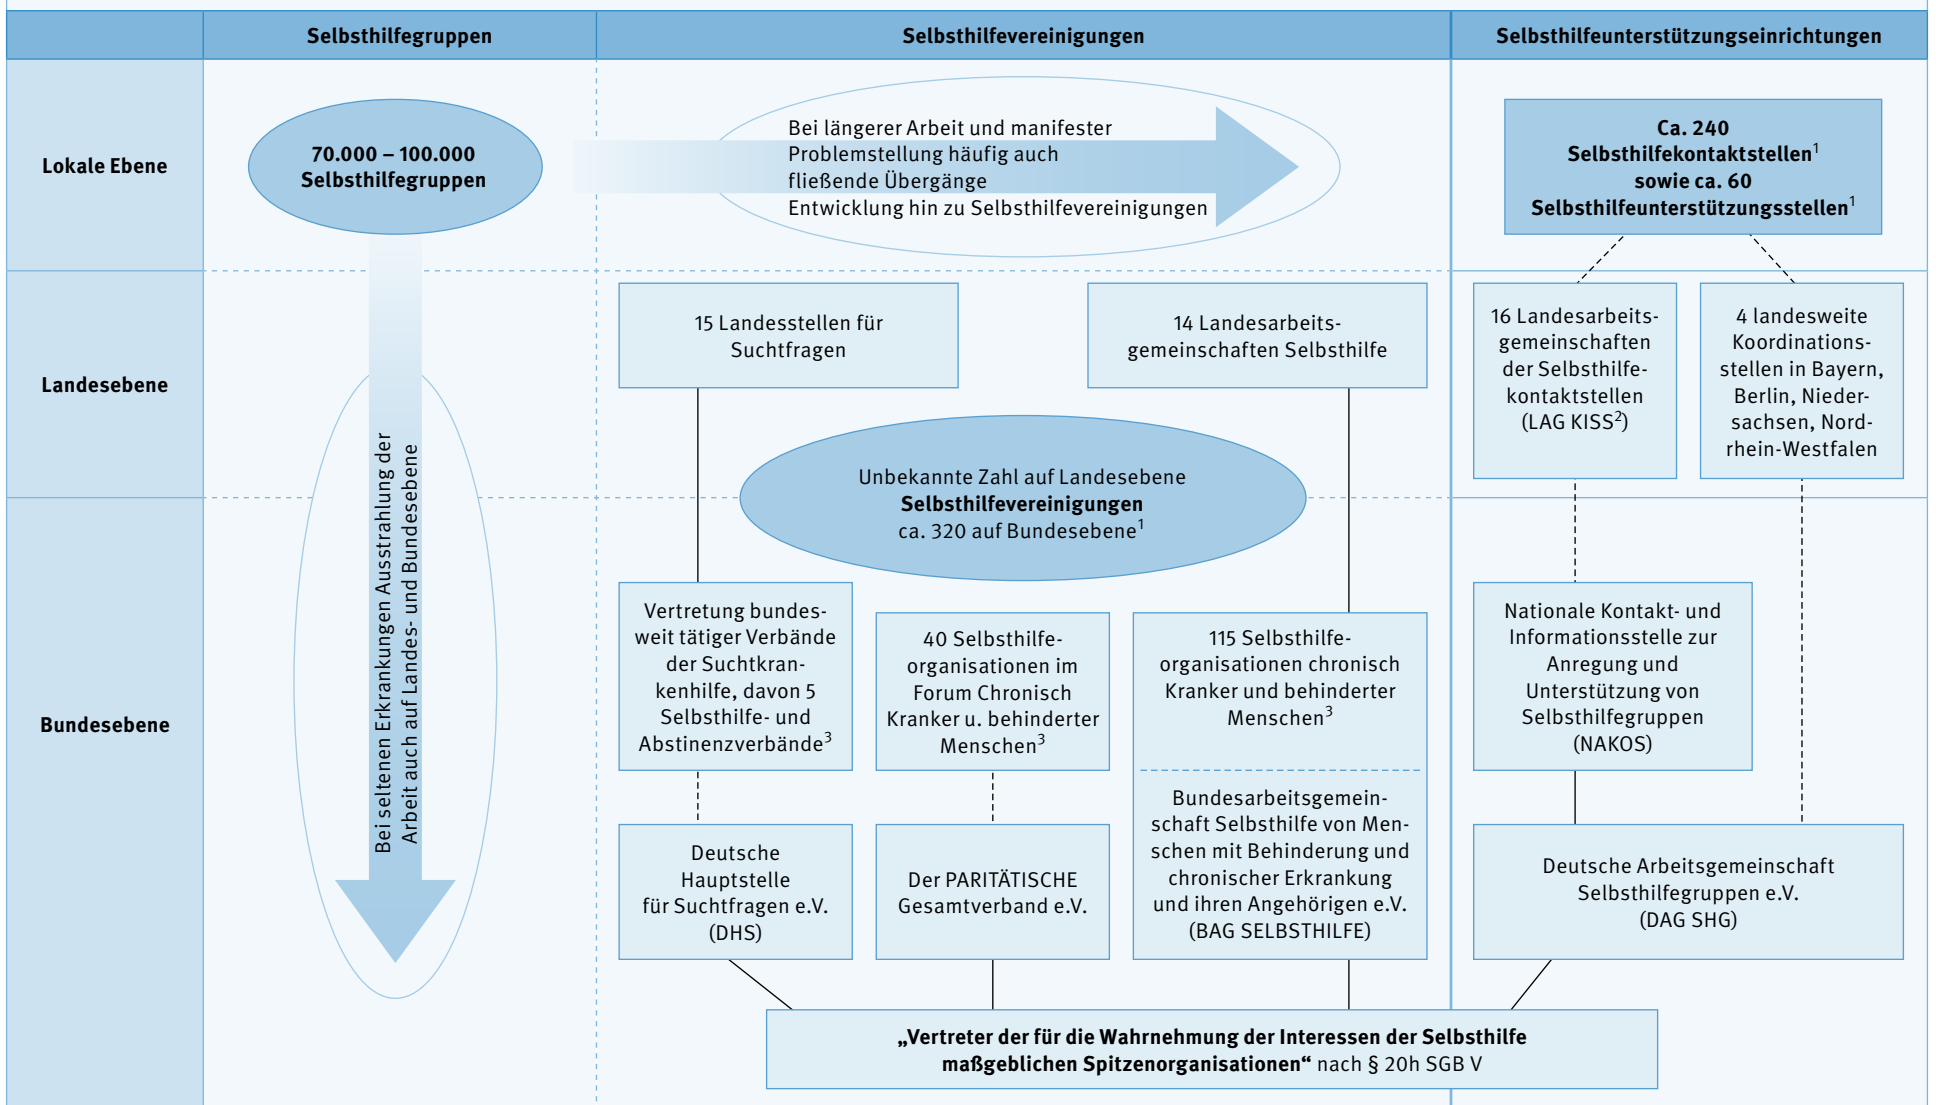 Selbsthilfegruppen
Selbsthilfevereinigungen
Selbsthilfeunterstützungseinrichtungen
Lokale Ebene
70.000 – 100.000
Selbsthilfegruppen
Bei längerer Arbeit und manifester
Problemstellung häufig auch
fließende Übergänge
Entwicklung hin zu Selbsthilfevereinigungen
Ca. 240
Selbsthilfekontaktstellen¹
sowie ca. 60
Selbsthilfeunterstützungsstellen¹
Landesebene
15 Landesstellen für
Suchtfragen
14 Landesarbeits-
gemeinschaften Selbsthilfe
16 Landesarbeits-
gemeinschaften
der Selbsthilfe-
kontaktstellen
(LAG KISS²)
4 landesweite
Koordinations-
stellen in Bayern,
Berlin, Nieder-
sachsen, Nord-
rhein-Westfalen
Bei seltenen Erkrankungen Ausstrahlung der
Arbeit auch auf Landes- und Bundesebene
Unbekannte Zahl auf Landesebene
Selbsthilfevereinigungen
ca. 320 auf Bundesebene¹
Bundesebene
Vertretung bundes-
weit tätiger Verbände
der Suchtkran-
kenhilfe, davon 5
Selbsthilfe- und
Abstinenzverbände³
40 Selbsthilfe-
organisationen im
Forum Chronisch
Kranker u. behinderter
Menschen³
115 Selbsthilfe-
organisationen chronisch
Kranker und behinderter
Menschen³
Nationale Kontakt- und
Informationsstelle zur
Anregung und
Unterstützung von
Selbsthilfegruppen
(NAKOS)
Deutsche
Hauptstelle
für Suchtfragen e.V.
(DHS)
Der PARITÄTISCHE
Gesamtverband e.V.
Bundesarbeitsgemein-
schaft Selbsthilfe von Men-
schen mit Behinderung und
chronischer Erkrankung
und ihren Angehörigen e.V.
(BAG SELBSTHILFE)
Deutsche Arbeitsgemeinschaft
Selbsthilfegruppen e.V.
(DAG SHG)
„Vertreter der für die Wahrnehmung der Interessen der Selbsthilfe
maßgeblichen Spitzenorganisationen“ nach § 20h SGB V